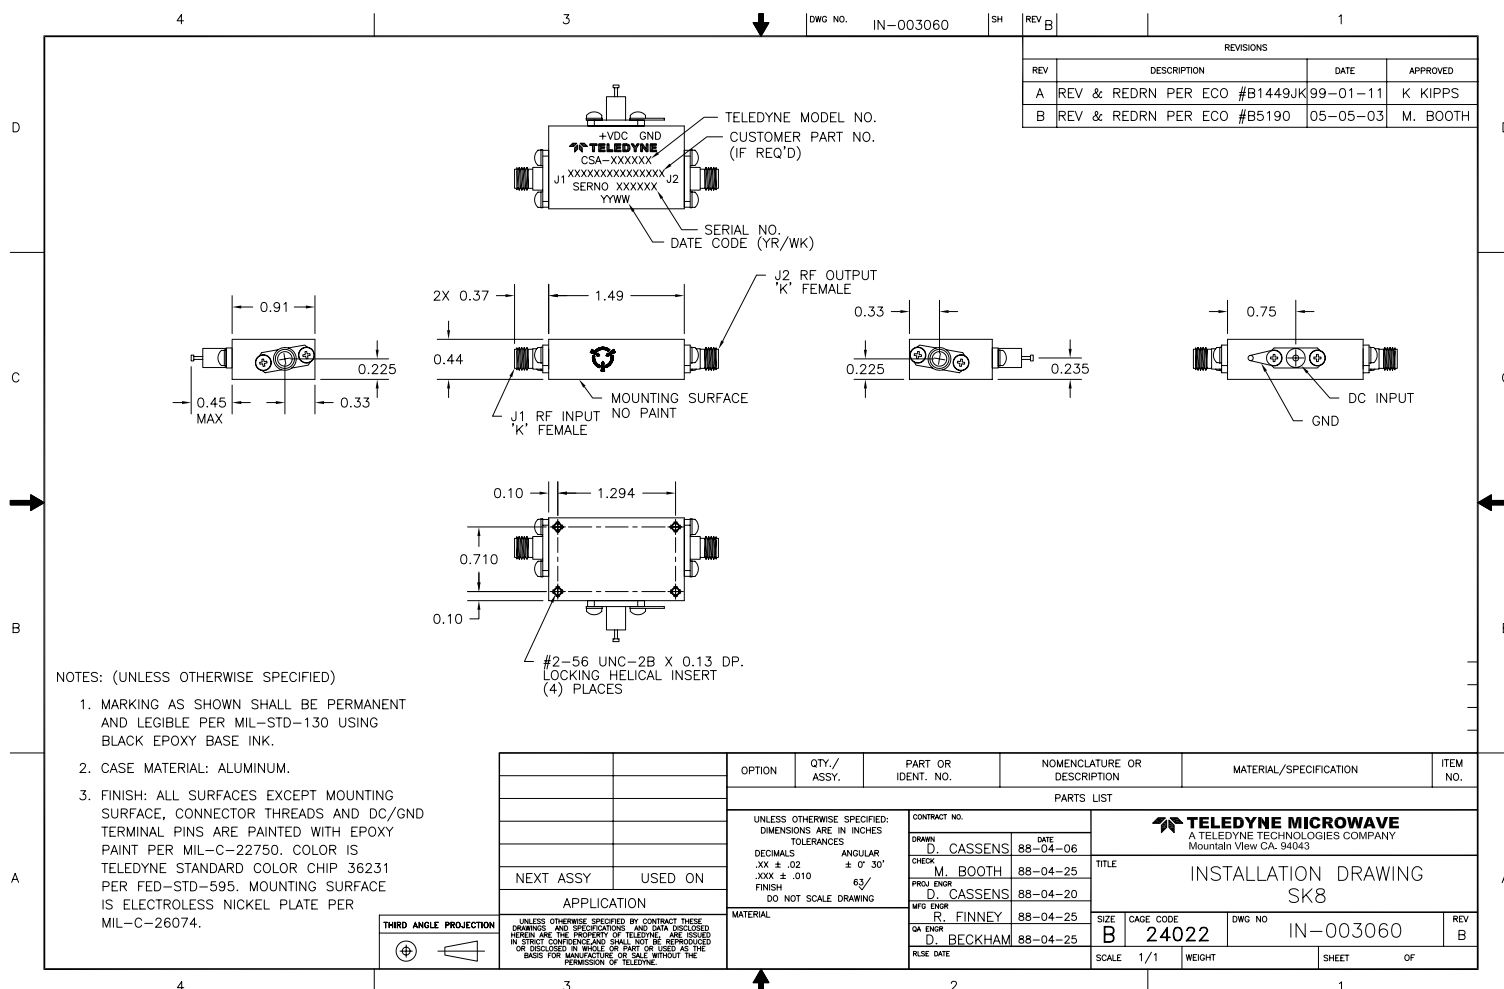 4
3
DWG NO. IN-003060
SH
REV B
1
REVISIONS
REV DESCRIPTION DATE APPROVED
A REV & REDRN PER ECO #B1449JK 99-01-11 K KIPPS
B REV & REDRN PER ECO #B5190 05-05-03 M. BOOTH
D
+VDC GND
TELEDYNE
CSA-XXXXXX
XXXXXXXXXXXXXXX
J1 J2
SERNO XXXXXX
YYWW
TELEDYNE MODEL NO.
CUSTOMER PART NO.
(IF REQ'D)
SERIAL NO.
DATE CODE (YR/WK)
J2 RF OUTPUT
'K' FEMALE
0.91
2X 0.37
1.49
0.33
0.75
C
0.44
0.225
0.225
0.235
0.45
MAX
0.33
MOUNTING SURFACE
NO PAINT
J1 RF INPUT
'K' FEMALE
DC INPUT
GND
0.10
1.294
0.710
0.10
B
#2-56 UNC-2B X 0.13 DP.
LOCKING HELICAL INSERT
(4) PLACES
NOTES: (UNLESS OTHERWISE SPECIFIED)
1. MARKING AS SHOWN SHALL BE PERMANENT
AND LEGIBLE PER MIL-STD-130 USING
BLACK EPOXY BASE INK.
2. CASE MATERIAL: ALUMINUM.
3. FINISH: ALL SURFACES EXCEPT MOUNTING
SURFACE, CONNECTOR THREADS AND DC/GND
TERMINAL PINS ARE PAINTED WITH EPOXY
PAINT PER MIL-C-22750. COLOR IS
TELEDYNE STANDARD COLOR CHIP 36231
PER FED-STD-595. MOUNTING SURFACE
IS ELECTROLESS NICKEL PLATE PER
MIL-C-26074.
A
A
THIRD ANGLE PROJECTION
NEXT ASSY USED ON
APPLICATION
UNLESS OTHERWISE SPECIFIED BY CONTRACT THESE
DRAWINGS AND SPECIFICATIONS AND DATA DISCLOSED
HEREIN ARE THE PROPERTY OF TELEDYNE, ARE ISSUED
IN STRICT CONFIDENCE,AND SHALL NOT BE REPRODUCED
OR DISCLOSED IN WHOLE OR PART OR USED AS THE
BASIS FOR MANUFACTURE OR SALE WITHOUT THE
PERMISSION OF TELEDYNE.
OPTION
QTY./
ASSY.
PART OR
IDENT. NO.
NOMENCLATURE OR
DESCRIPTION
MATERIAL/SPECIFICATION
ITEM
NO.
PARTS LIST
UNLESS OTHERWISE SPECIFIED:
DIMENSIONS ARE IN INCHES
TOLERANCES
DECIMALS ANGULAR
.XX ± .02 ± 0° 30'
.XXX ± .010
FINISH 63/
DO NOT SCALE DRAWING
MATERIAL
CONTRACT NO.
DRAWN DATE
D. CASSENS 88-04-06
CHECK
M. BOOTH 88-04-25
PROJ ENGR
D. CASSENS 88-04-20
MFG ENGR
R. FINNEY 88-04-25
QA ENGR
D. BECKHAM 88-04-25
RLSE DATE
TELEDYNE MICROWAVE
A TELEDYNE TECHNOLOGIES COMPANY
Mountain View CA. 94043
TITLE
INSTALLATION DRAWING
SK8
SIZE B
CAGE CODE 24022
DWG NO IN-003060
REV B
SCALE 1/1
WEIGHT
SHEET OF
4
3
2
1